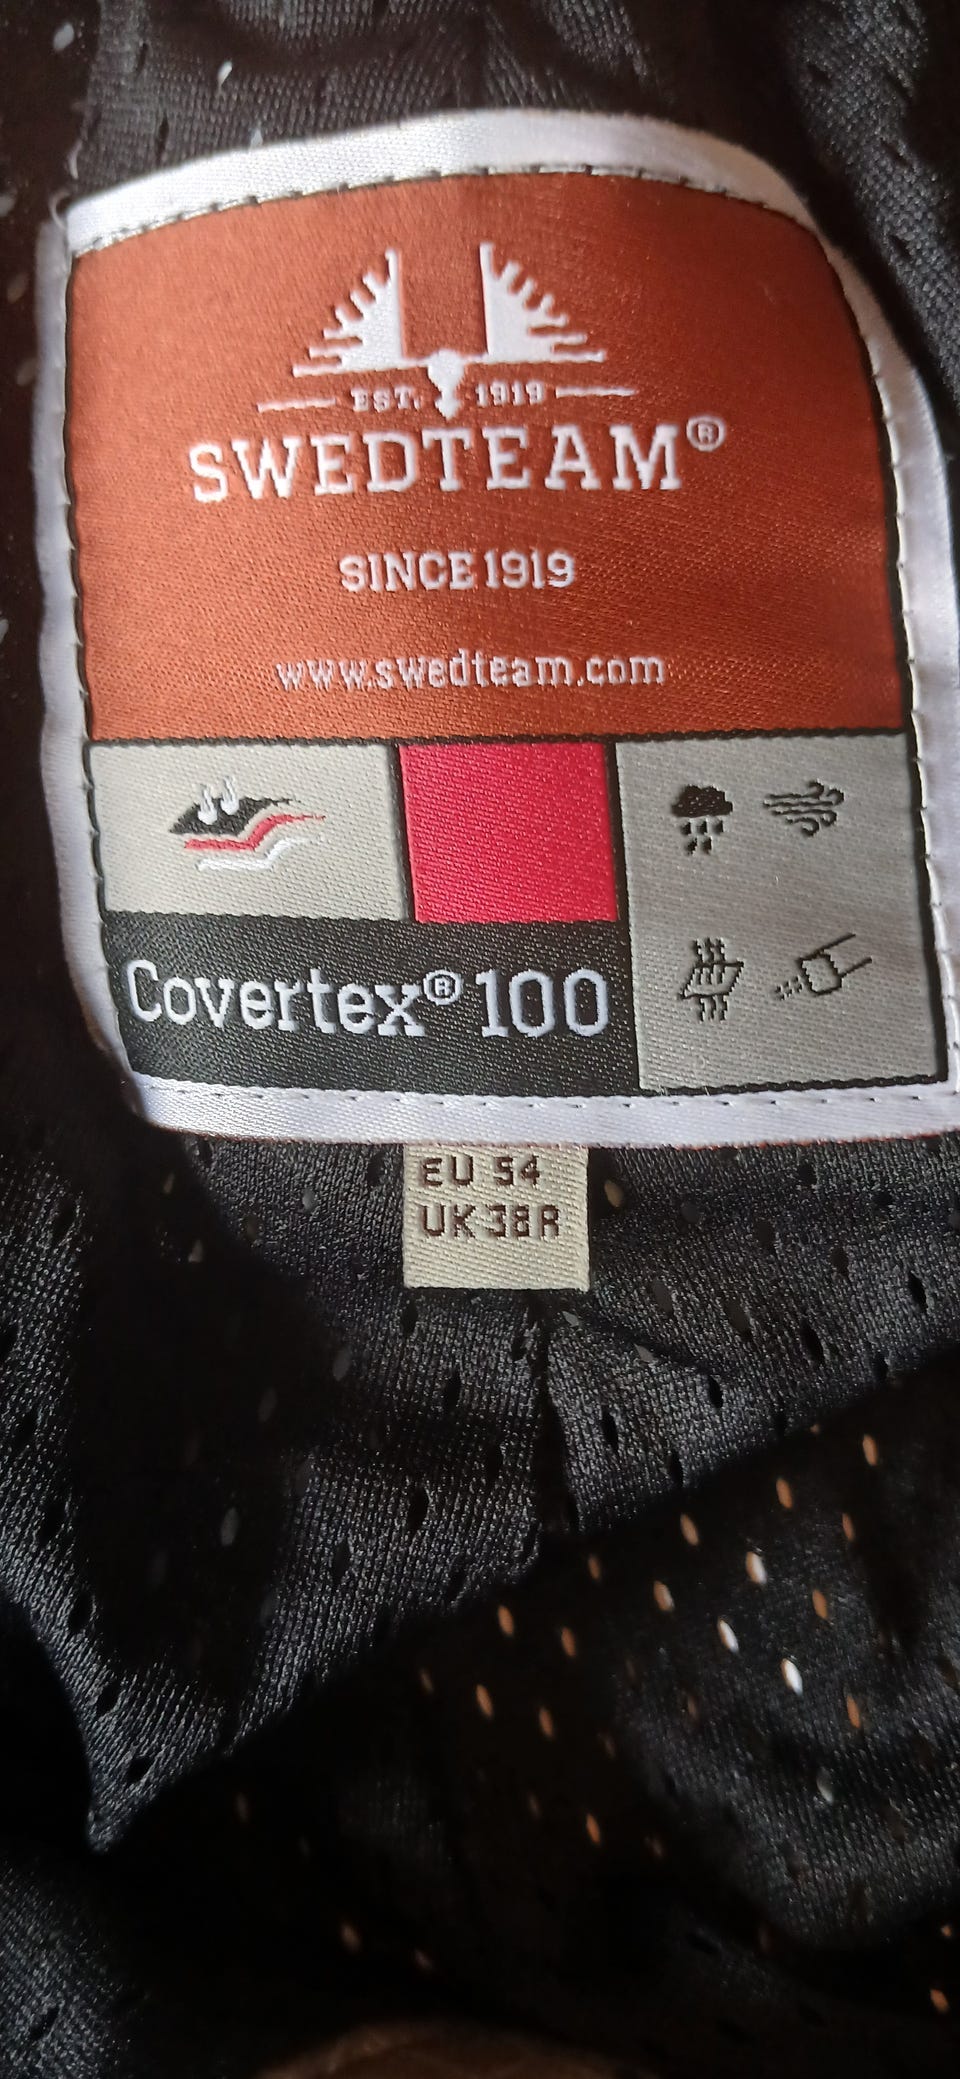 EST. 1919
SWEDTEAM®
SINCE 1919
www.swedteam.com
Covertex® 100
EU 54
UK 38R